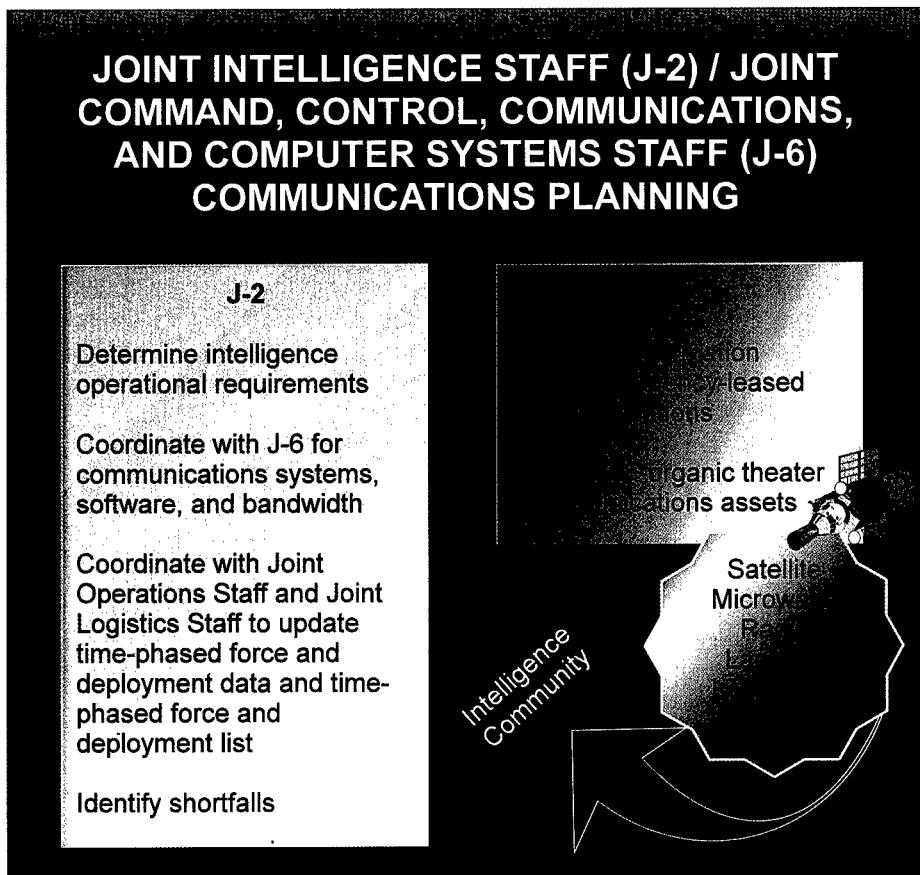 JOINT INTELLIGENCE STAFF (J-2) / JOINT
COMMAND, CONTROL, COMMUNICATIONS,
AND COMPUTER SYSTEMS STAFF (J-6)
COMMUNICATIONS PLANNING
J-2
Determine intelligence
operational requirements
Coordinate with J-6 for
communications systems,
software, and bandwidth
Coordinate with Joint
Operations Staff and Joint
Logistics Staff to update
time-phased force and
deployment data and time-
phased force and
deployment list
Identify shortfalls
-leased
organic theater
assets
Satellite
Intelligence
Community